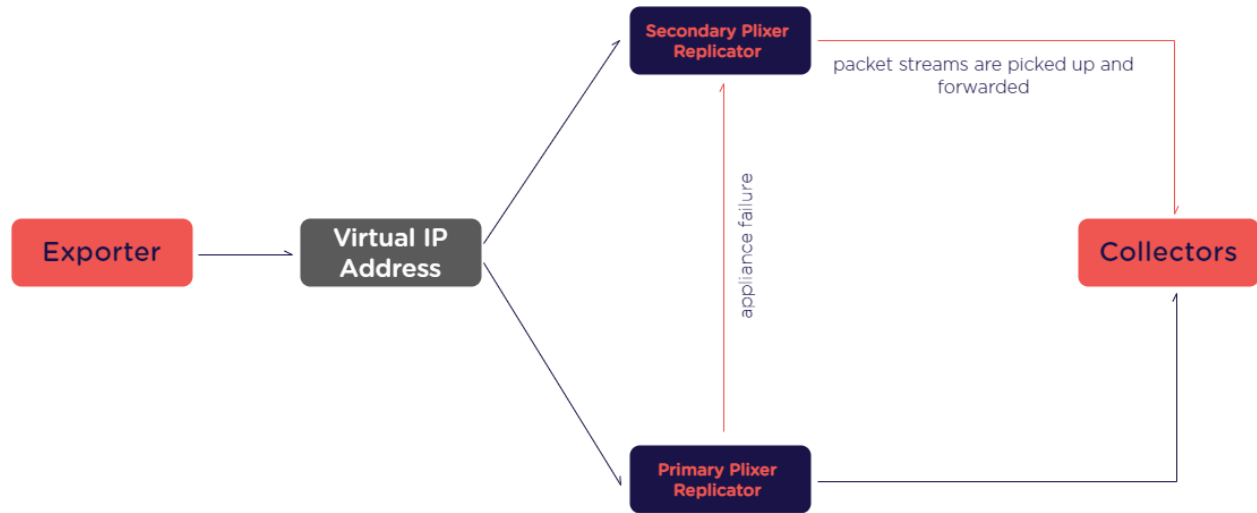 Secondary Plixer
Replicator
packet streams are picked up and
forwarded
appliance failure
Exporter
Virtual IP
Address
Collectors
Primary Plixer
Replicator